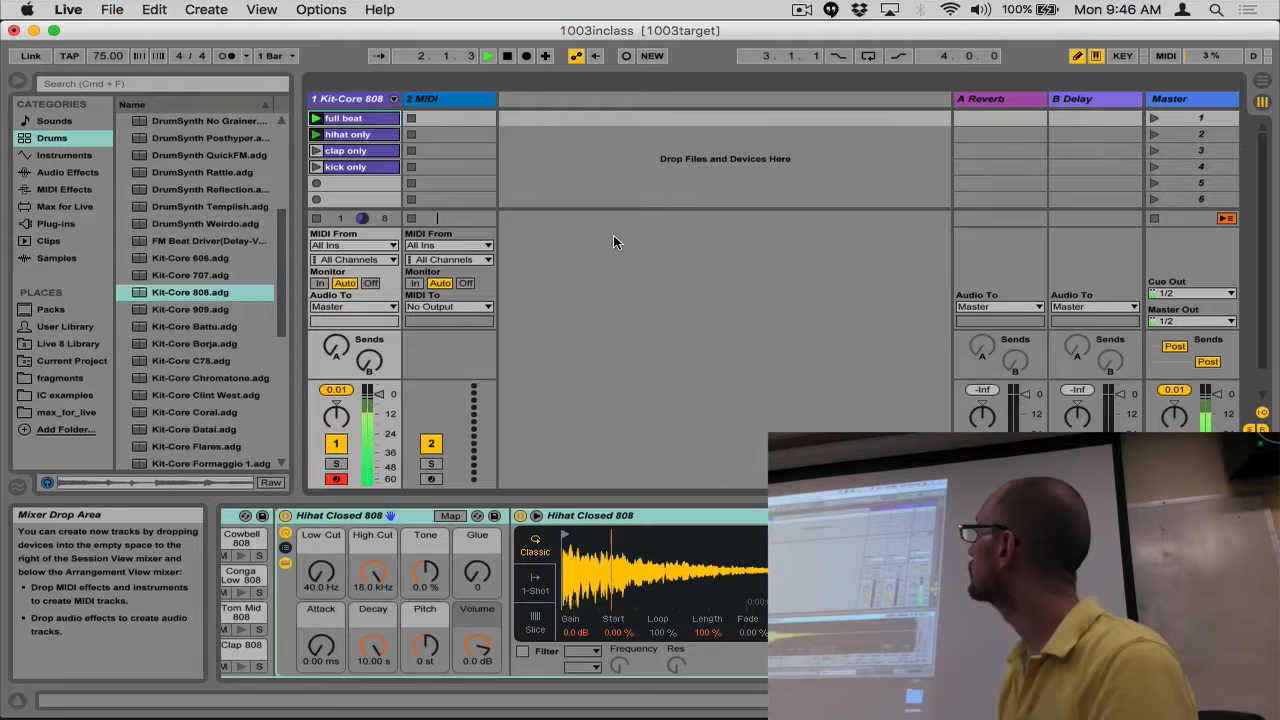 Live File Edit Create View Options Help 100% Mon 9:46 AM
1003inclass [1003target]
Link TAP 75.00 4 / 4 1 Bar 2. 1. 3 NEW 3. 1. 1 4. 0. 0 KEY MIDI 3 % D
Search (Cmd + F)
CATEGORIES
Sounds
Drums
Instruments
Audio Effects
MIDI Effects
Max for Live
Plug-ins
Clips
Samples
PLACES
Packs
User Library
Live 8 Library
Current Project
fragments
IC examples
max_for_live
Add Folder...
Name
DrumSynth No Grainer....
DrumSynth Posthyper.a...
DrumSynth QuickFM.adg
DrumSynth Rattle.adg
DrumSynth Reflection.a...
DrumSynth Templish.adg
DrumSynth Weirdo.adg
FM Beat Driver(Delay-V...
Kit-Core 606.adg
Kit-Core 707.adg
Kit-Core 808.adg
Kit-Core 909.adg
Kit-Core Battu.adg
Kit-Core Borja.adg
Kit-Core C78.adg
Kit-Core Chromatone.adg
Kit-Core Clint West.adg
Kit-Core Coral.adg
Kit-Core Datai.adg
Kit-Core Flares.adg
Kit-Core Formaggio 1.adg
Raw
1 Kit-Core 808
full beat
hihat only
clap only
kick only
1 8
MIDI From
All Ins
All Channels
Monitor
In Auto Off
Audio To
Master
Sends
A
B
0.01
12
24
36
48
60
1
S
2 MIDI
MIDI From
All Ins
All Channels
Monitor
In Auto Off
MIDI To
No Output
2
S
Drop Files and Devices Here
A Reverb
Audio To
Master
Sends
A
B
-Inf
0
12
B Delay
Audio To
Master
Sends
A
B
-Inf
0
12
Master
1
2
3
4
5
6
Cue Out
1/2
Master Out
1/2
Post
Post
0.01
0
12
Mixer Drop Area
You can create new tracks by dropping
devices into the empty space to the
right of the Session View mixer and
below the Arrangement View mixer:
• Drop MIDI effects and instruments
to create MIDI tracks.
• Drop audio effects to create audio
tracks.
Cowbell
808
M S
Conga
Low 808
M S
Tom Mid
808
M S
Clap 808
M S
Hihat Closed 808 Map
Low Cut High Cut Tone Glue
40.0 Hz 18.0 kHz 0.0 % 0
Attack Decay Pitch Volume
0.00 ms 10.00 s 0 st 0.0 dB
Hihat Closed 808
Classic
1-Shot
Slice
Gain Start Loop Length Fade
0.0 dB 0.00 % 100 % 100 % 0.00 %
Filter Frequency Res